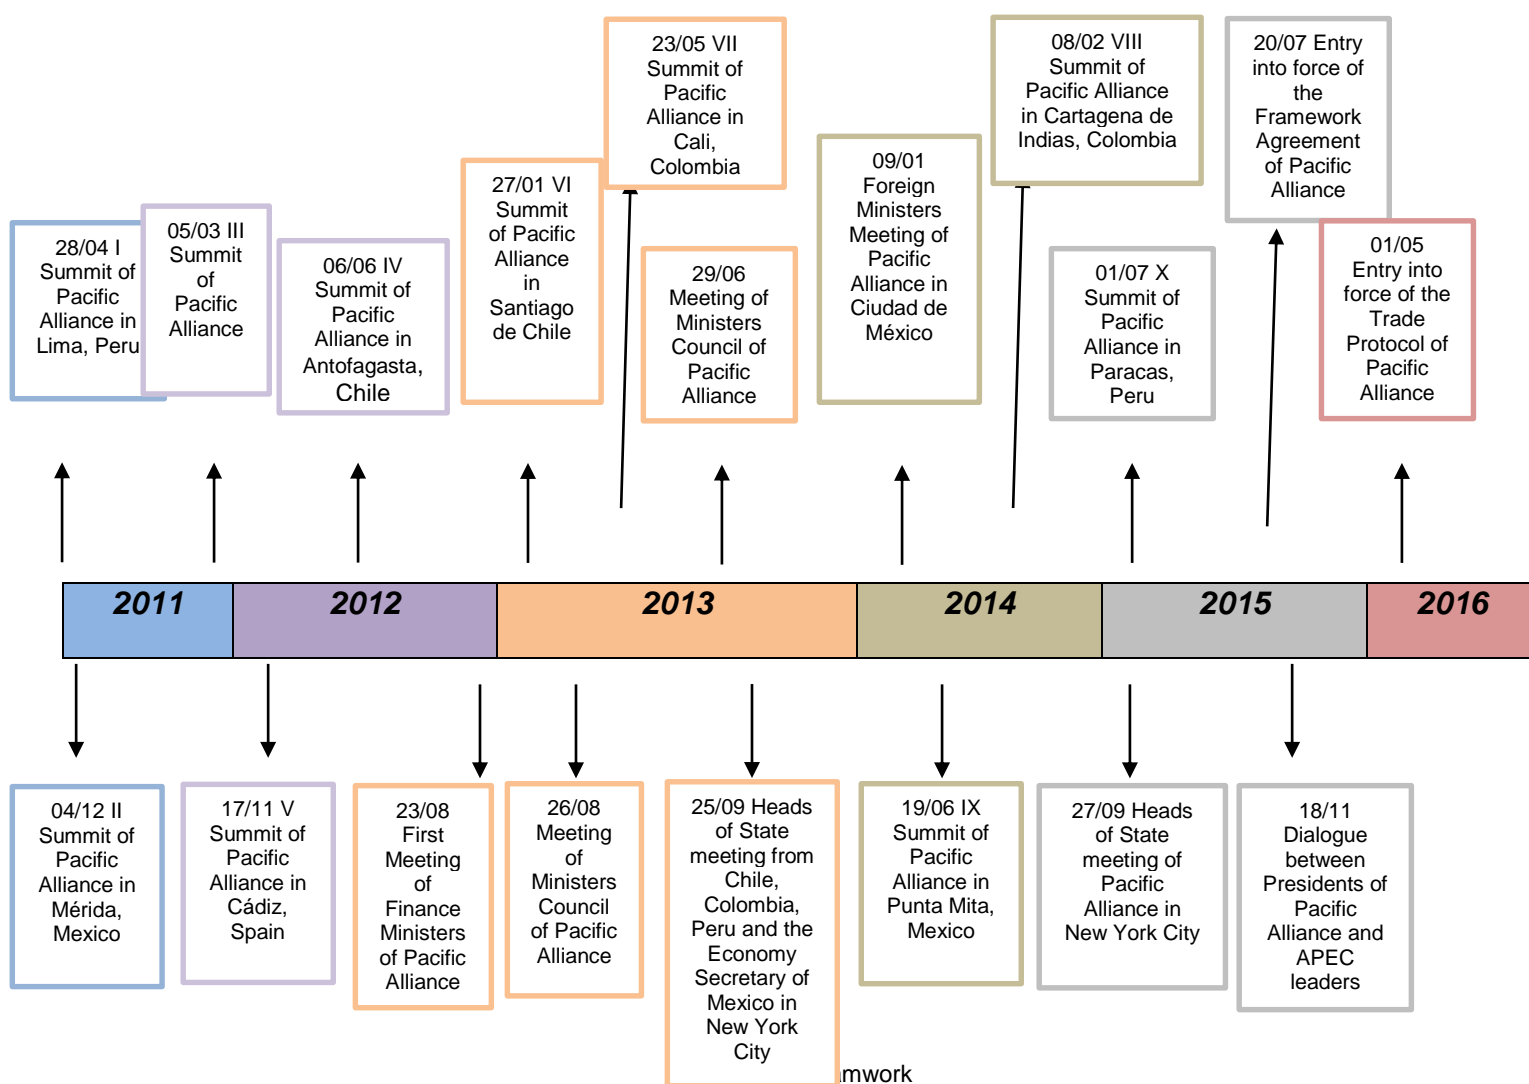 23/05 VII
Summit of
Pacific
Alliance in
Cali,
Colombia
08/02 VIII
Summit of
Pacific Alliance
in Cartagena de
Indias, Colombia
20/07 Entry
into force of
the
Framework
Agreement
of Pacific
Alliance
28/04 I
Summit of
Pacific
Alliance in
Lima, Peru
05/03 III
Summit
of
Pacific
Alliance
06/06 IV
Summit of
Pacific
Alliance in
Antofagasta,
Chile
27/01 VI
Summit
of Pacific
Alliance
in
Santiago
de Chile
29/06
Meeting of
Ministers
Council of
Pacific
Alliance
09/01
Foreign
Ministers
Meeting of
Pacific
Alliance in
Ciudad de
México
01/07 X
Summit of
Pacific
Alliance in
Paracas,
Peru
01/05
Entry into
force of the
Trade
Protocol of
Pacific
Alliance
2011
2012
2013
2014
2015
2016
04/12 II
Summit of
Pacific
Alliance in
Mérida,
Mexico
17/11 V
Summit of
Pacific
Alliance in
Cádiz,
Spain
23/08
First
Meeting
of
Finance
Ministers
of Pacific
Alliance
26/08
Meeting
of
Ministers
Council
of Pacific
Alliance
25/09 Heads
of State
meeting from
Chile,
Colombia,
Peru and the
Economy
Secretary of
Mexico in
New York
City
19/06 IX
Summit of
Pacific
Alliance in
Punta Mita,
Mexico
27/09 Heads
of State
meeting of
Pacific
Alliance in
New York City
18/11
Dialogue
between
Presidents of
Pacific
Alliance and
APEC
leaders